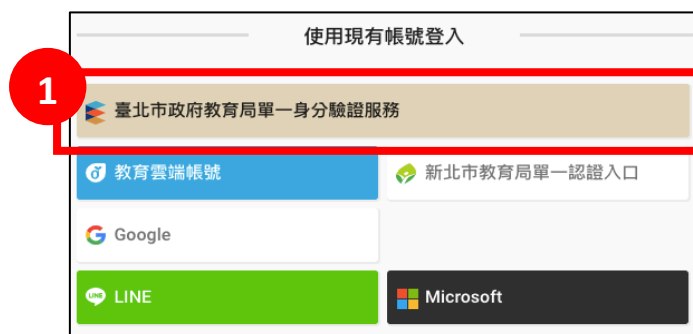 使用現有帳號登入
1
臺北市政府教育局單一身分驗證服務
教育雲端帳號
新北市教育局單一認證入口
Google
LINE
Microsoft